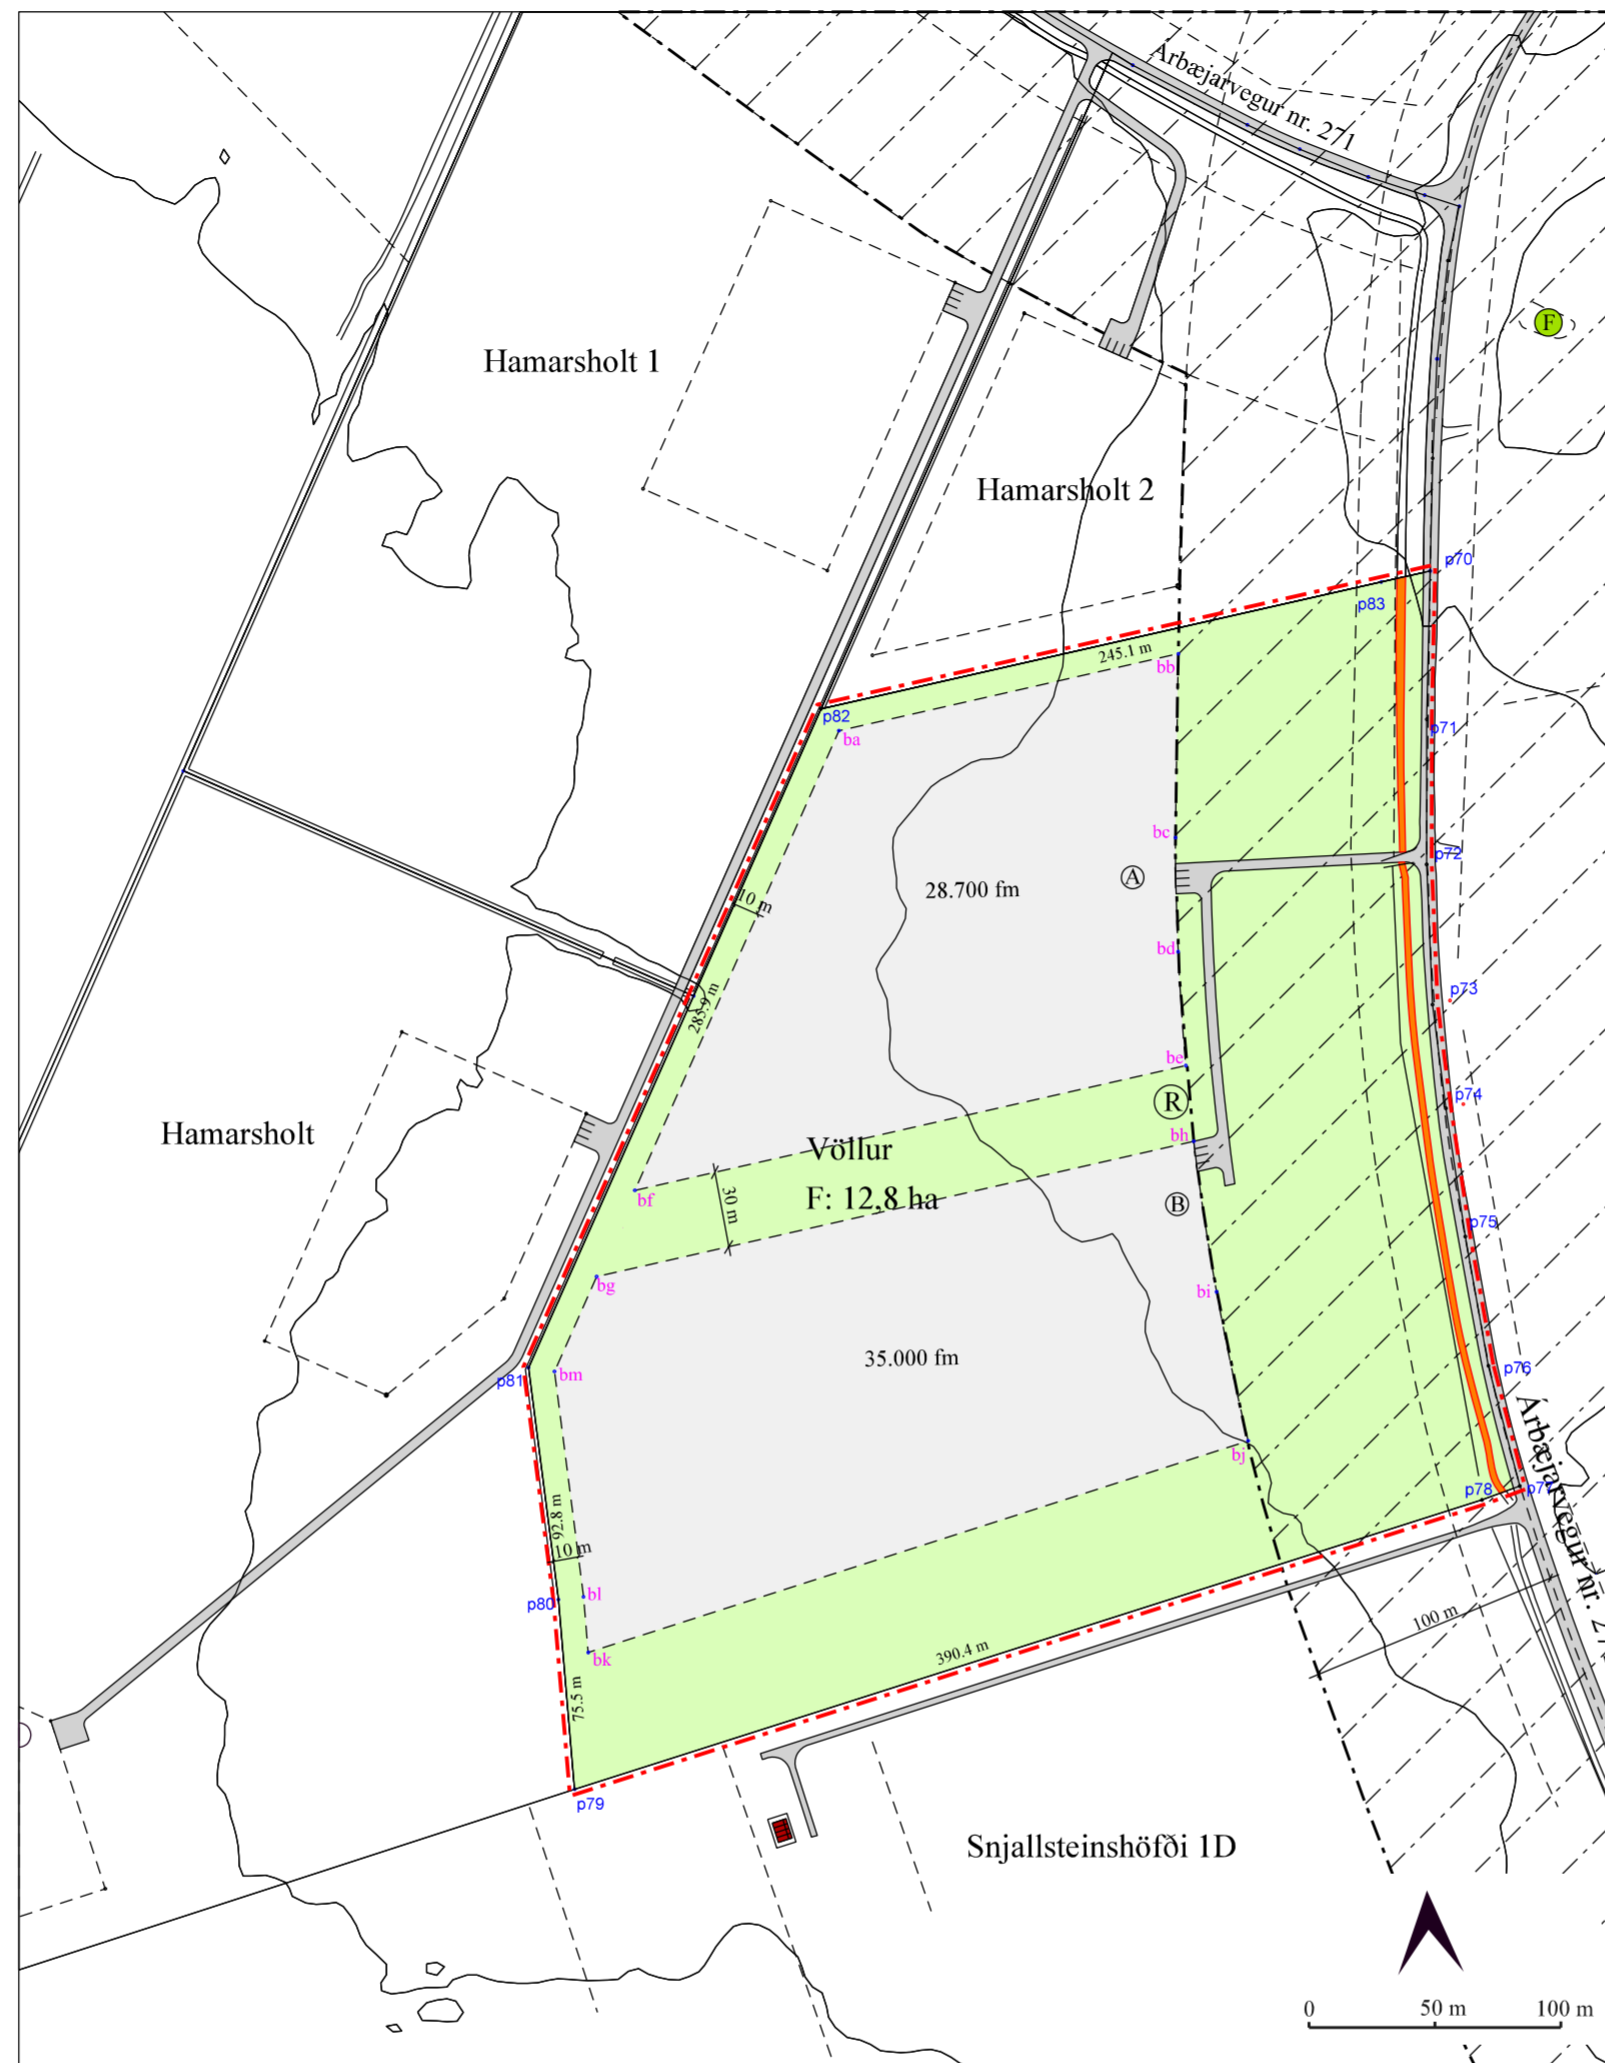 Árbæjarvegur nr. 271
F
Hamarsholt 1
Hamarsholt 2
p70
p83
245.1 m
bb
p82
ba
p71
bc
p72
A
28.700 fm
10 m
bd
285.9 m
p73
be
R
p74
Hamarsholt
bh
Völlur
F: 12,8 ha
30 m
bf
B
p75
bg
bi
35.000 fm
p81
bm
p76
Árbæjarvegur nr.
bj
p78
p77
92.8 m
10 m
bl
p80
100 m
390.4 m
bk
75.5 m
p79
Snjallsteinshöfði 1D
0 50 m 100 m